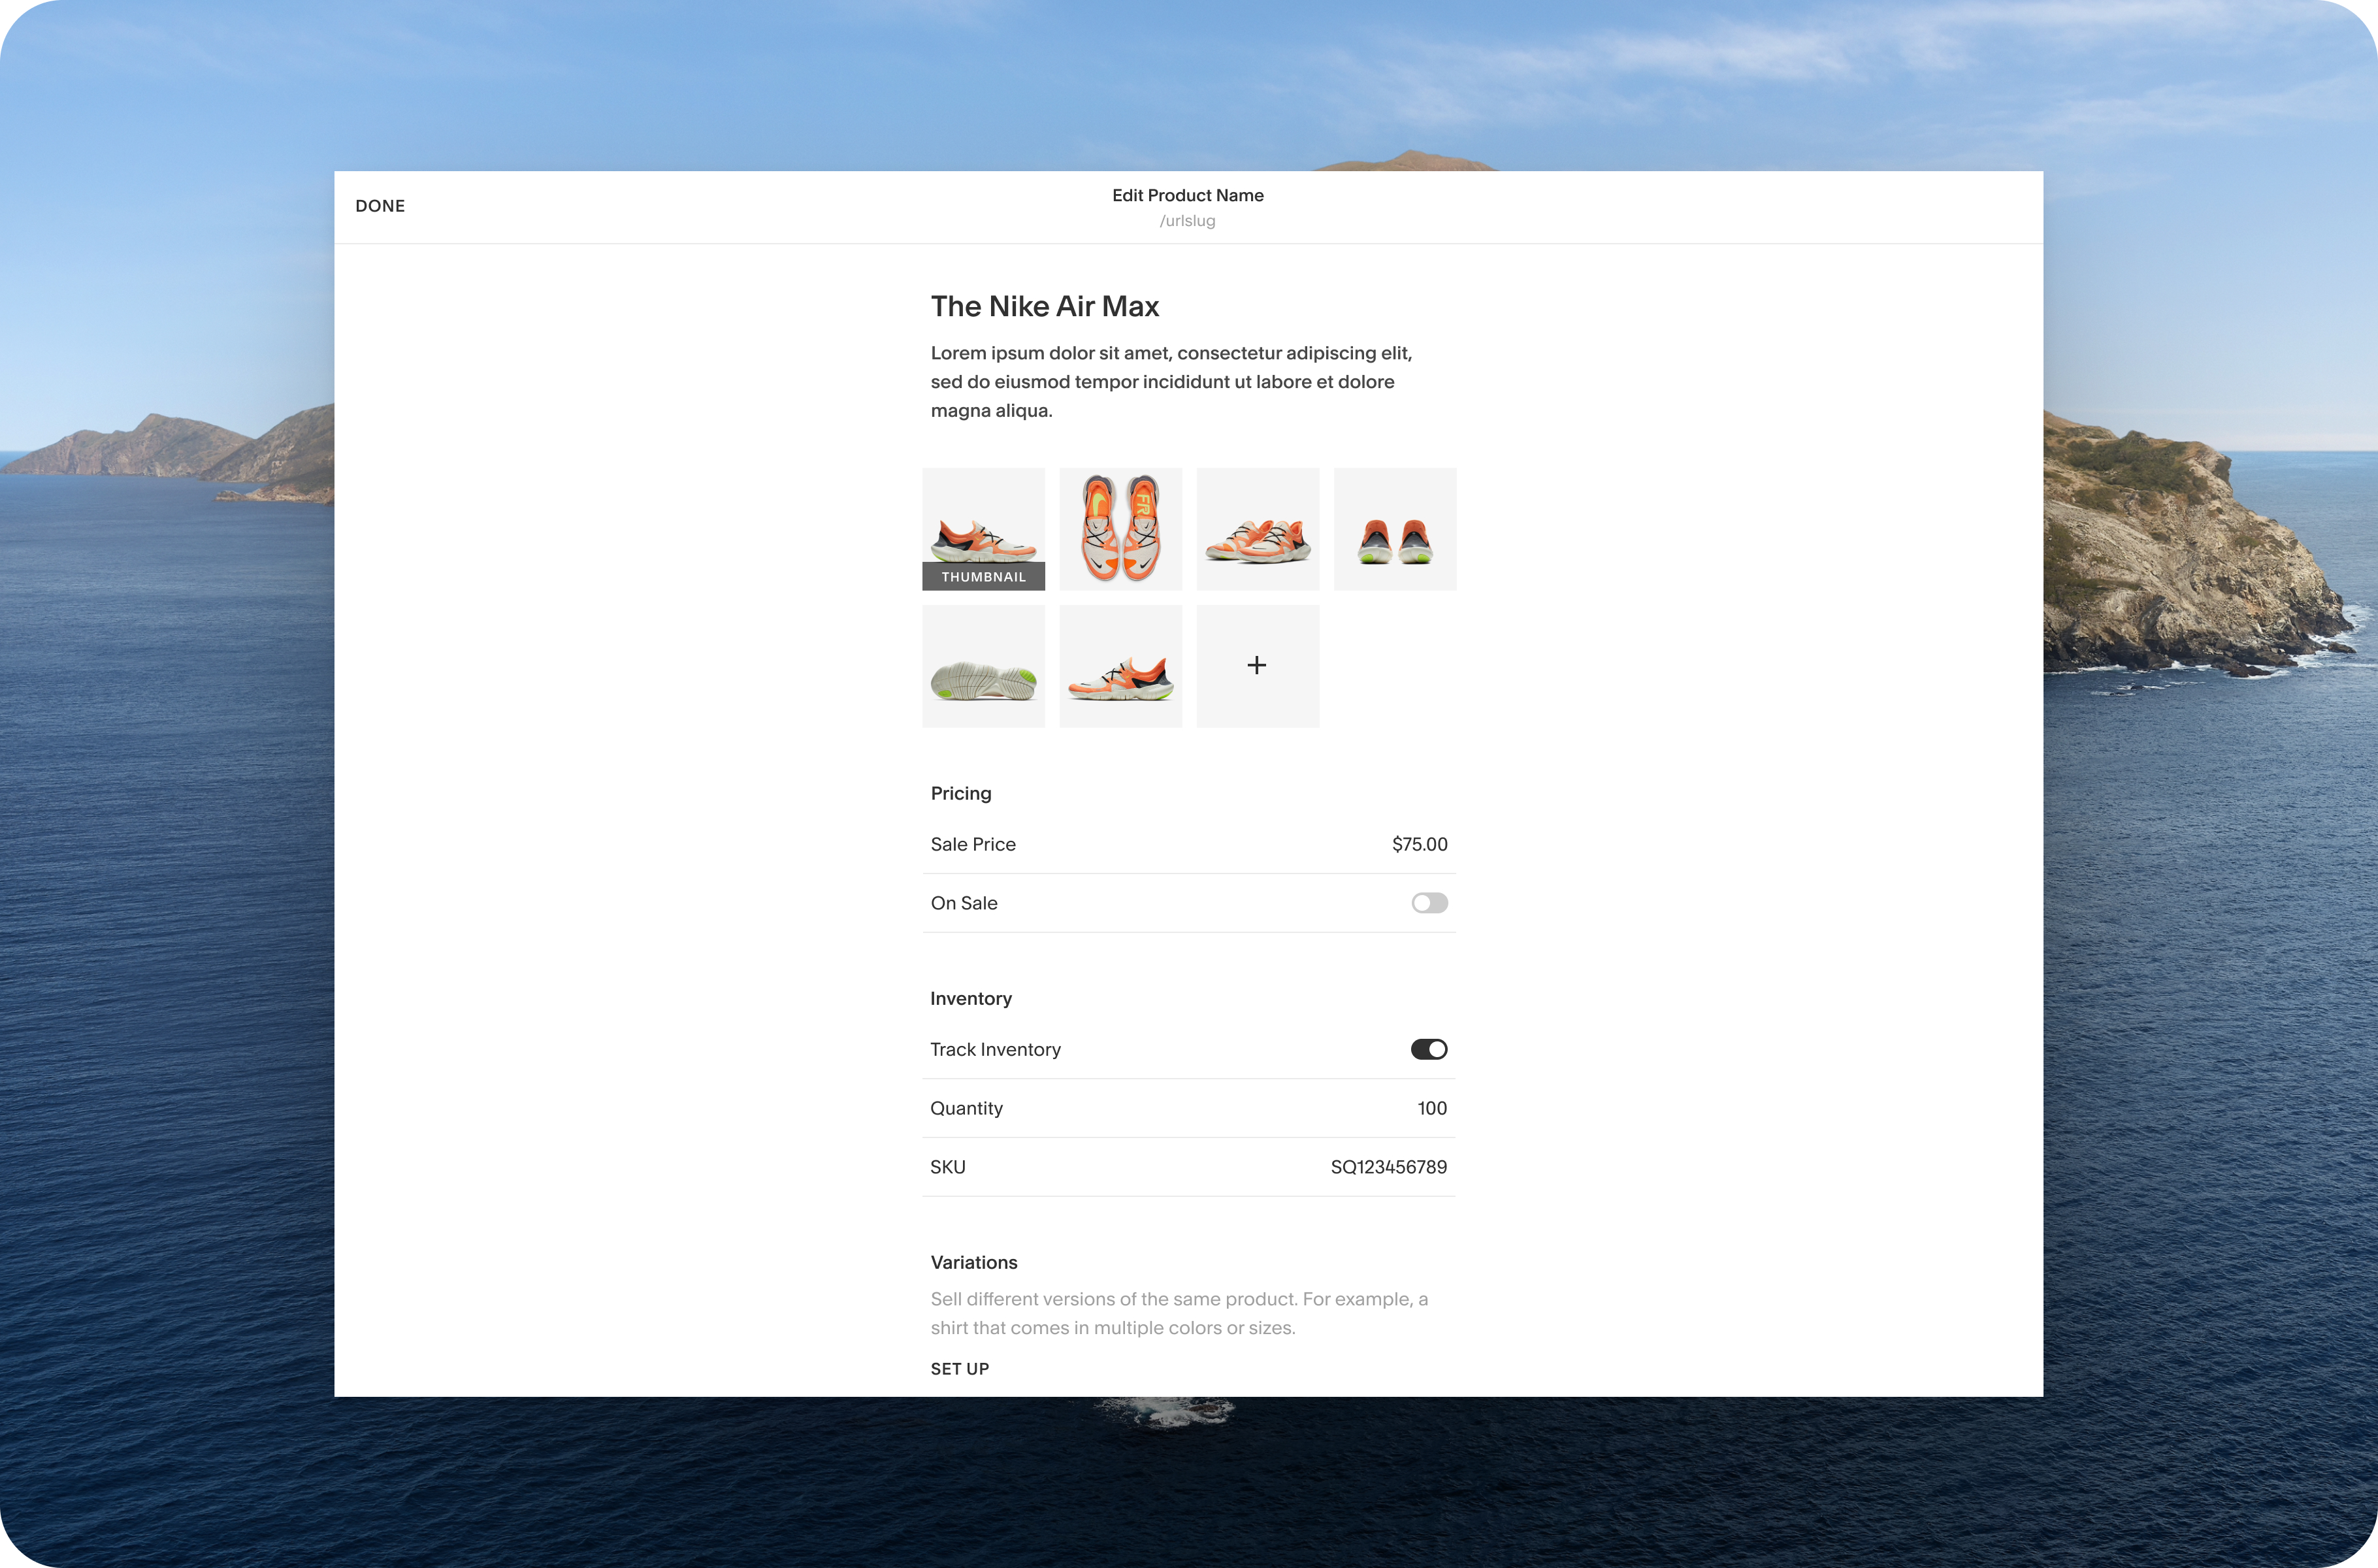 DONE
Edit Product Name
/urlslug
The Nike Air Max
Lorem ipsum dolor sit amet, consectetur adipiscing elit,
sed do eiusmod tempor incididunt ut labore et dolore
magna aliqua.
FR
THUMBNAIL
+
Pricing
Sale Price $75.00
On Sale
Inventory
Track Inventory
Quantity 100
SKU SQ123456789
Variations
Sell different versions of the same product. For example, a
shirt that comes in multiple colors or sizes.
SET UP